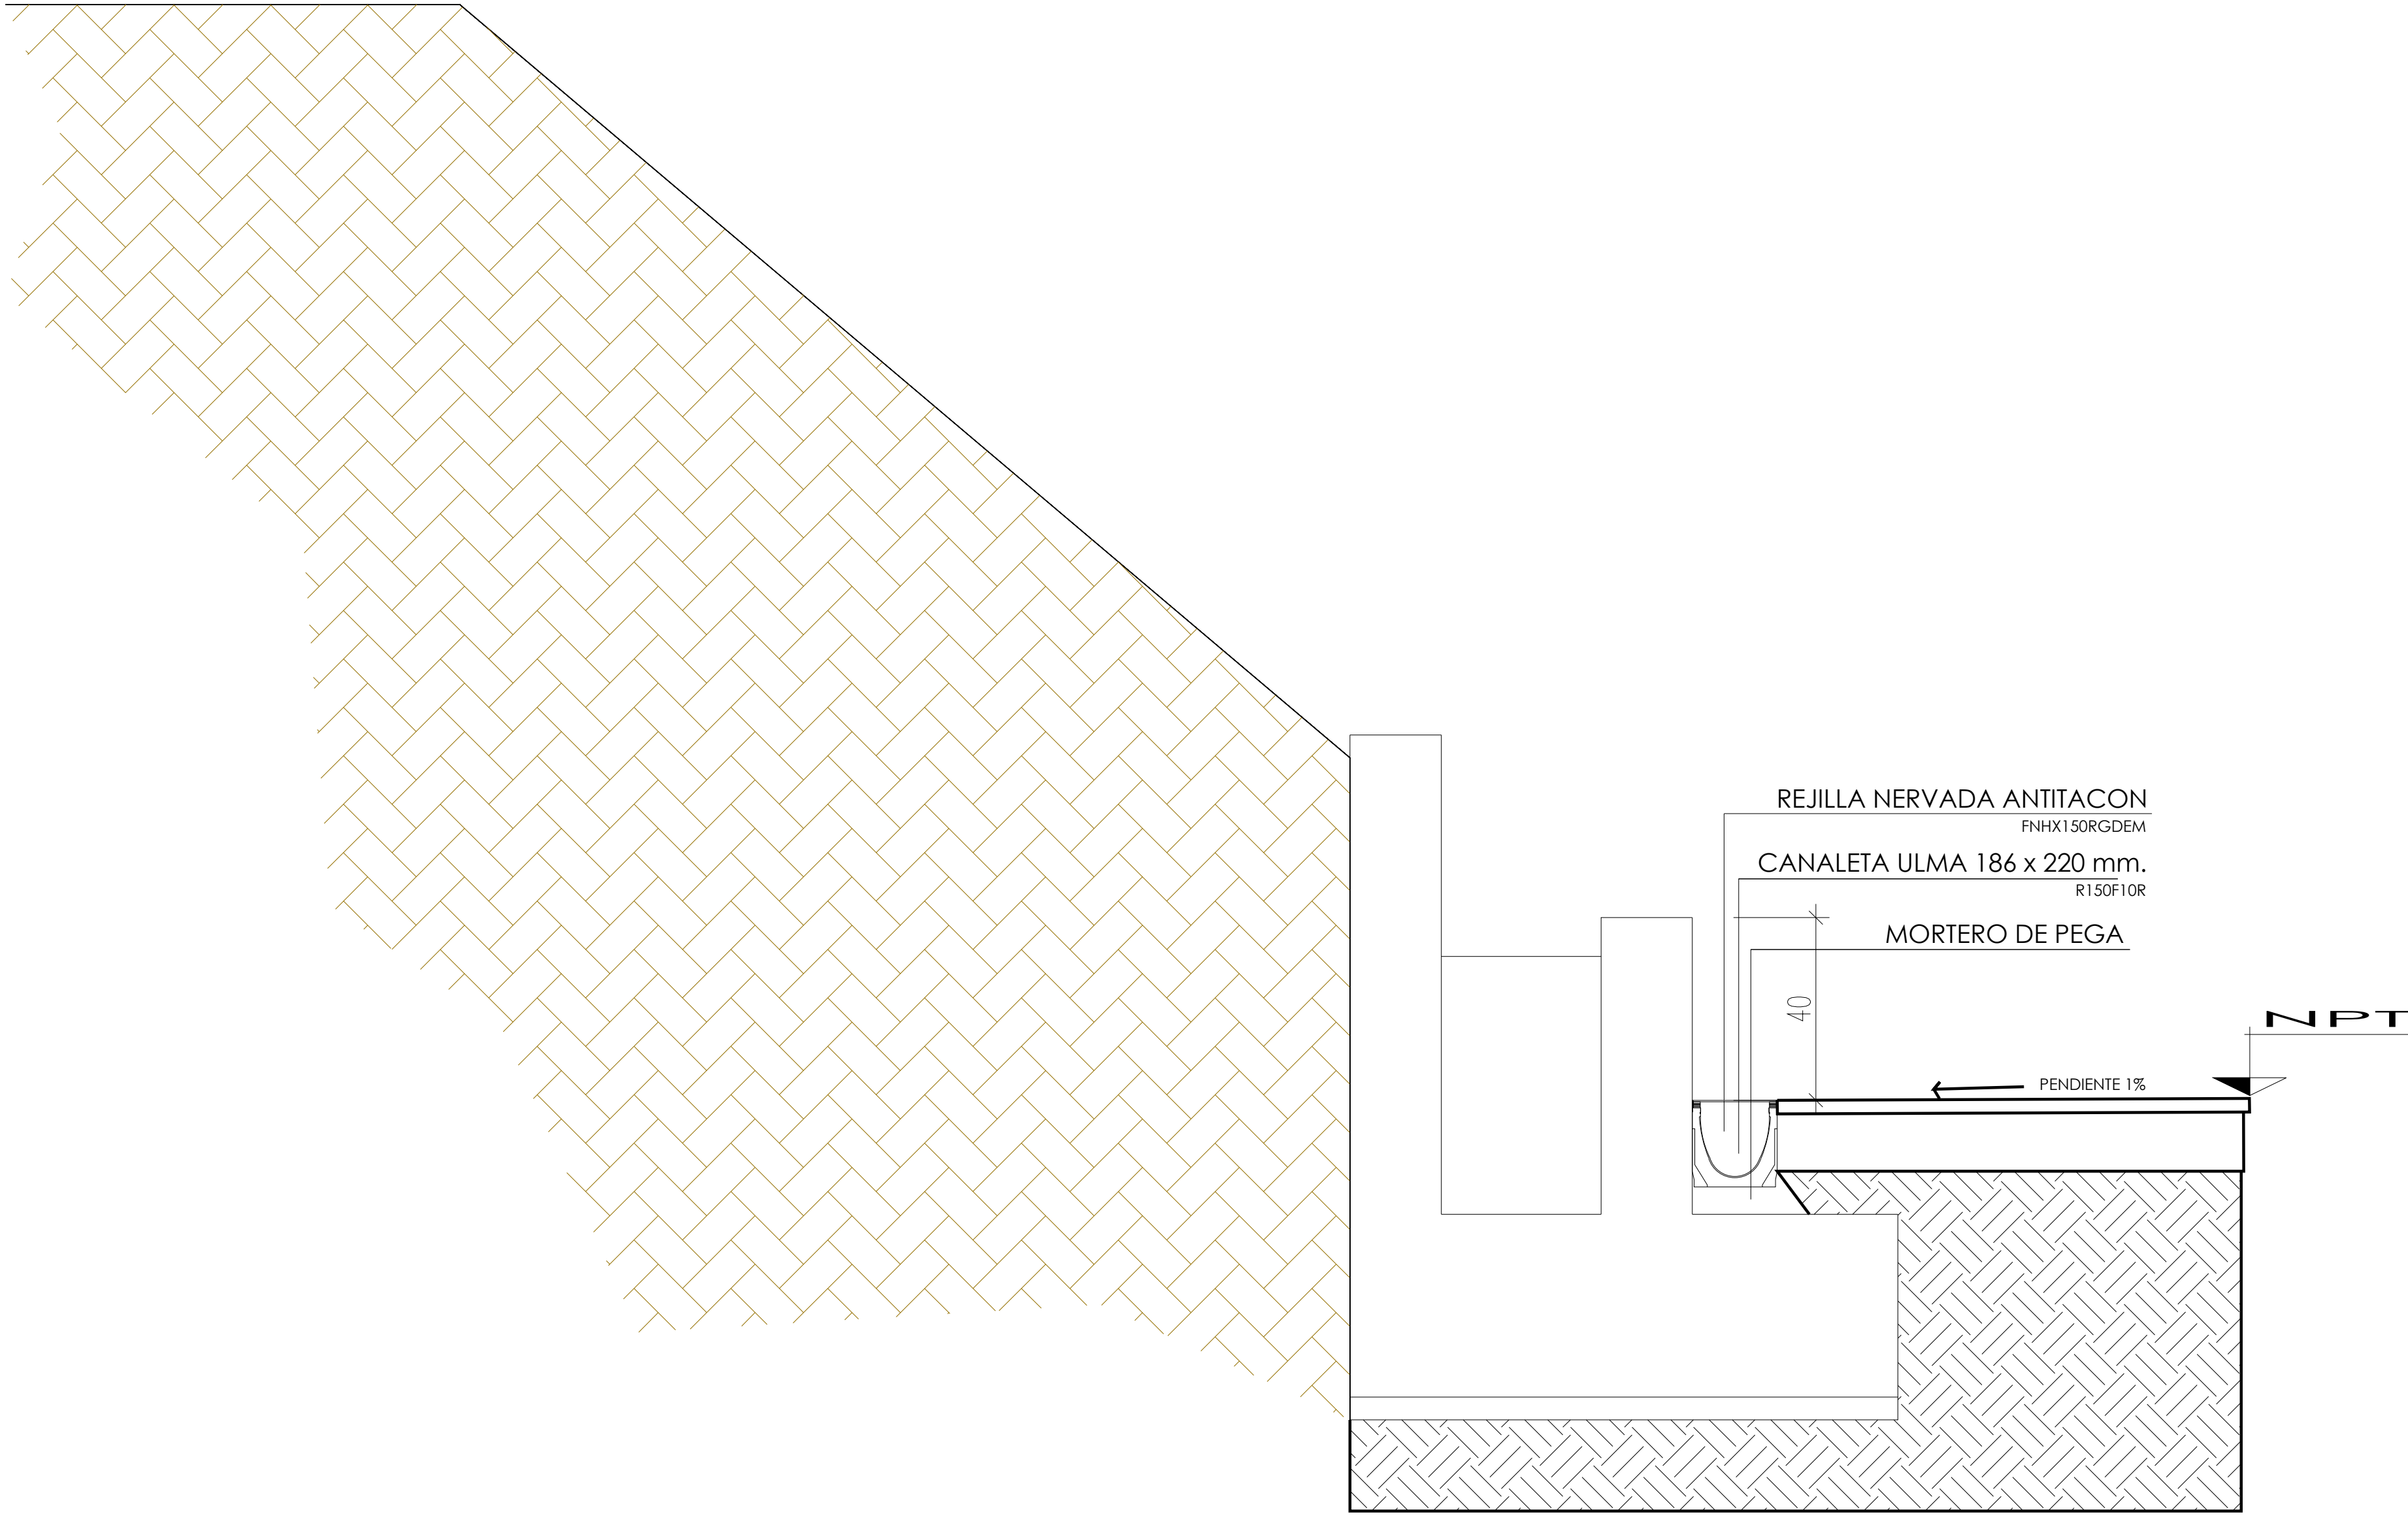 REJILLA NERVADA ANTITACON
FNHX150RGDEM
CANALETA ULMA 186 x 220 mm.
R150F10R
MORTERO DE PEGA
40
NPT
PENDIENTE 1%